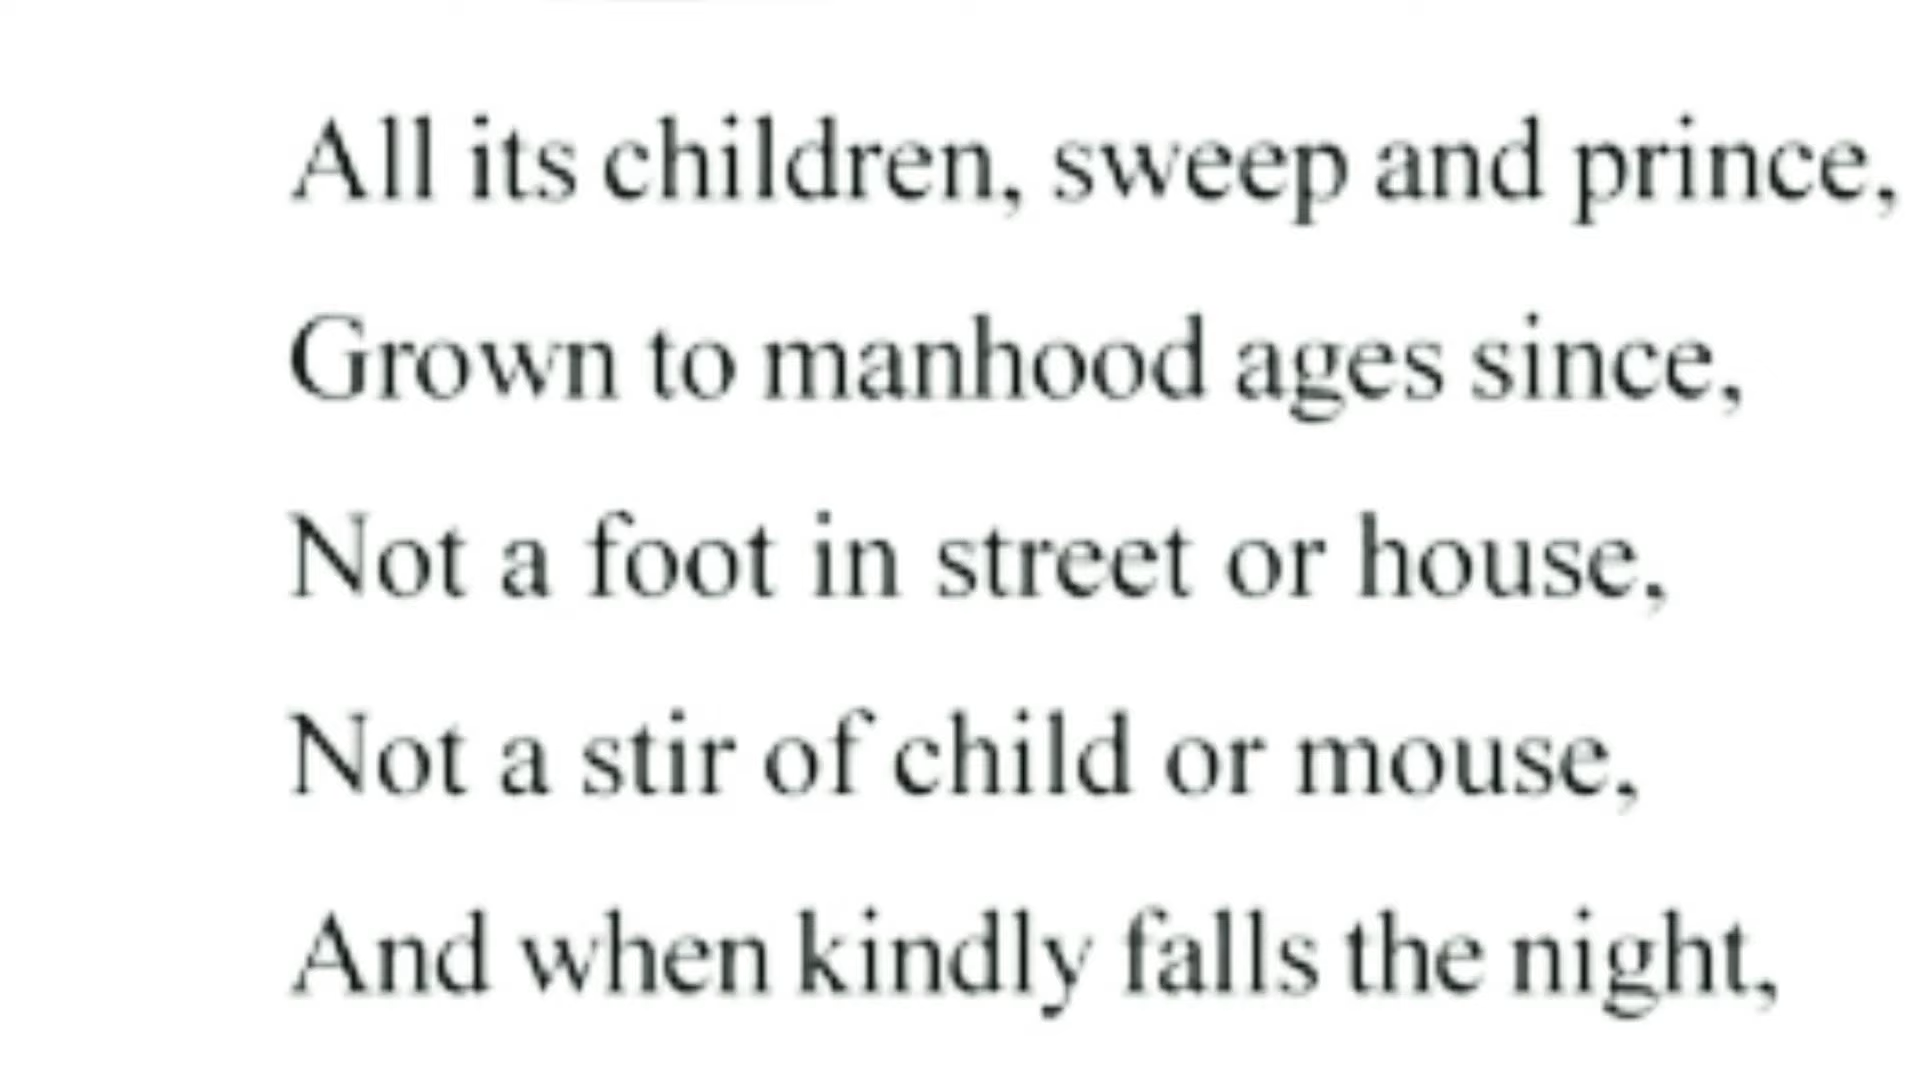 All its children, sweep and prince,
Grown to manhood ages since,
Not a foot in street or house,
Not a stir of child or mouse,
And when kindly falls the night,